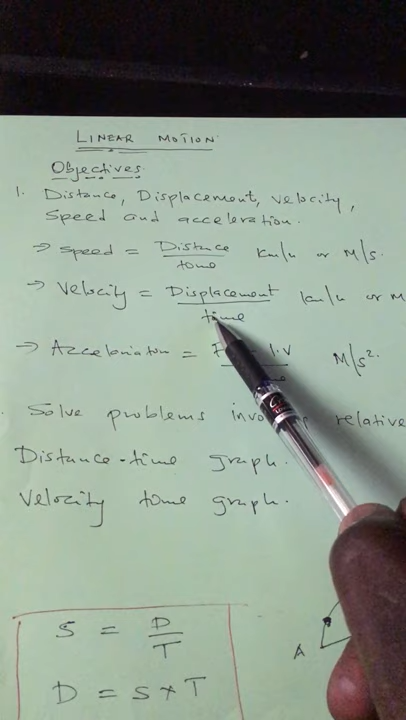 LINEAR MOTION
Objectives.
1. Distance, Displacement, velocity,
Speed and acceleration.
→ Speed = Distance / time km/h or M/s.
→ Velocity = Displacement / time km/h or M
→ Acceleration = I.V M/s².
Solve problems relative
Distance-time graph.
Velocity time graph.
S = D / T
D = S × T
A